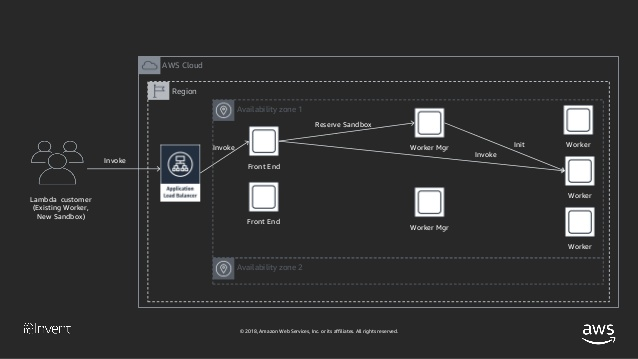 AWS Cloud
Region
Availability zone 1
Reserve Sandbox
Invoke
Worker Mgr
Init
Invoke
Worker
Invoke
Front End
Application
Load Balancer
Worker
Lambda customer
(Existing Worker,
New Sandbox)
Front End
Worker Mgr
Worker
Availability zone 2
re:Invent
© 2018, Amazon Web Services, Inc. or its affiliates. All rights reserved.
aws